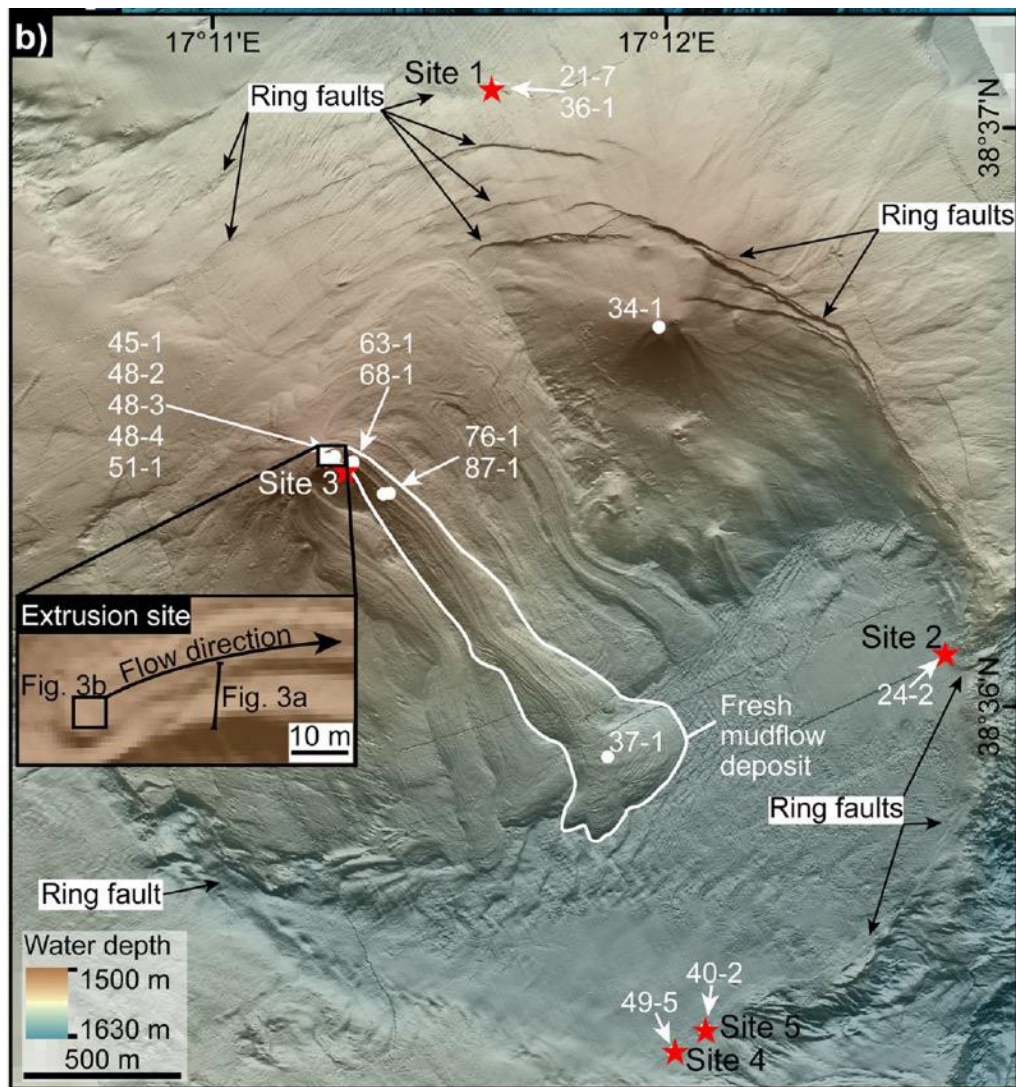 b)
17°11'E
17°12'E
Site 1
21-7
36-1
Ring faults
38°37'N
Ring faults
34-1
45-1
48-2
48-3
48-4
51-1
63-1
68-1
76-1
87-1
Site 3
Extrusion site
Flow direction
Fig. 3b
Fig. 3a
10 m
Site 2
24-2
38°36'N
37-1
Fresh
mudflow
deposit
Ring faults
Ring fault
Water depth
1500 m
1630 m
500 m
40-2
49-5
Site 5
Site 4